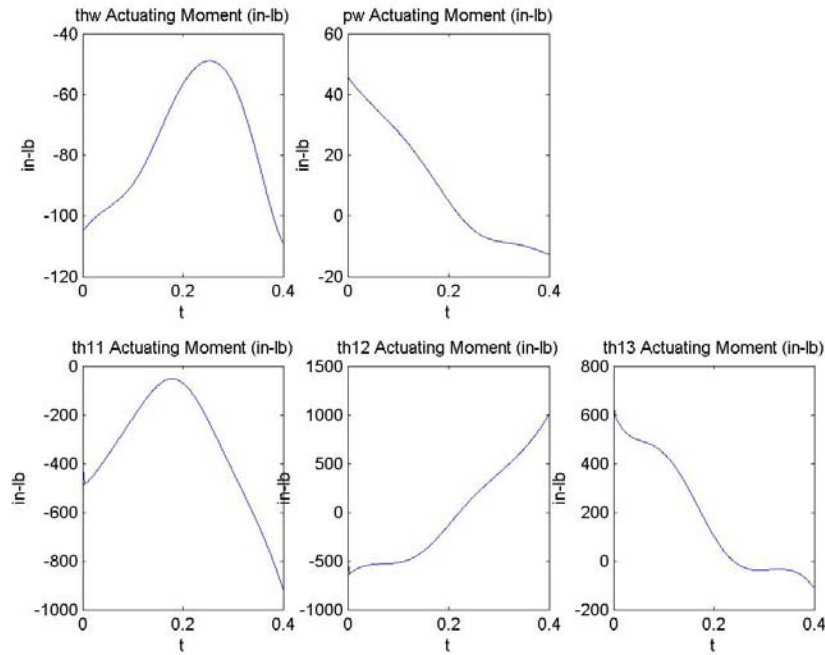 thw Actuating Moment (in-lb)
-40
-60
-80
-100
-120
in-lb
0
0.2
0.4
t
pw Actuating Moment (in-lb)
60
40
20
0
-20
in-lb
0
0.2
0.4
t
th11 Actuating Moment (in-lb)
0
-200
-400
-600
-800
-1000
in-lb
0
0.2
0.4
t
th12 Actuating Moment (in-lb)
1500
1000
500
0
-500
-1000
in-lb
0
0.2
0.4
t
th13 Actuating Moment (in-lb)
800
600
400
200
0
-200
in-lb
0
0.2
0.4
t